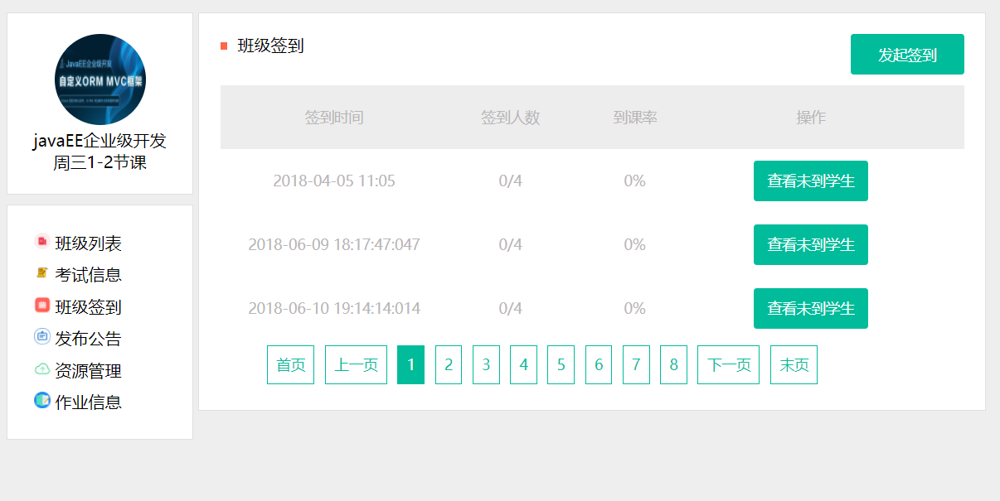 JavaEE企业级开发
自定义ORM MVC框架
javaEE企业级开发
周三1-2节课
班级列表
考试信息
班级签到
发布公告
资源管理
作业信息
班级签到
发起签到
签到时间 签到人数 到课率 操作
2018-04-05 11:05 0/4 0% 查看未到学生
2018-06-09 18:17:47:047 0/4 0% 查看未到学生
2018-06-10 19:14:14:014 0/4 0% 查看未到学生
首页 上一页 1 2 3 4 5 6 7 8 下一页 末页